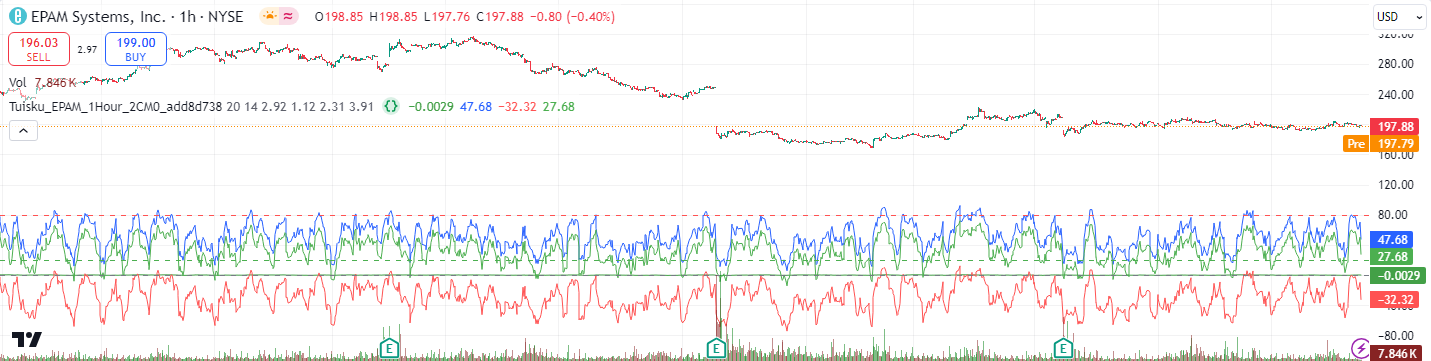 EPAM Systems, Inc. · 1h · NYSE O198.85 H198.85 L197.76 C197.88 −0.80 (−0.40%)
USD
196.03 2.97 199.00
SELL BUY
Vol 7.846K
Tuisku_EPAM_1Hour_2CM0_add8d738 20 14 2.92 1.12 2.31 3.91 −0.0029 47.68 −32.32 27.68
320.00
280.00
240.00
197.88
Pre 197.79
160.00
120.00
80.00
47.68
27.68
−0.0029
−32.32
−80.00
7.846K
E E E